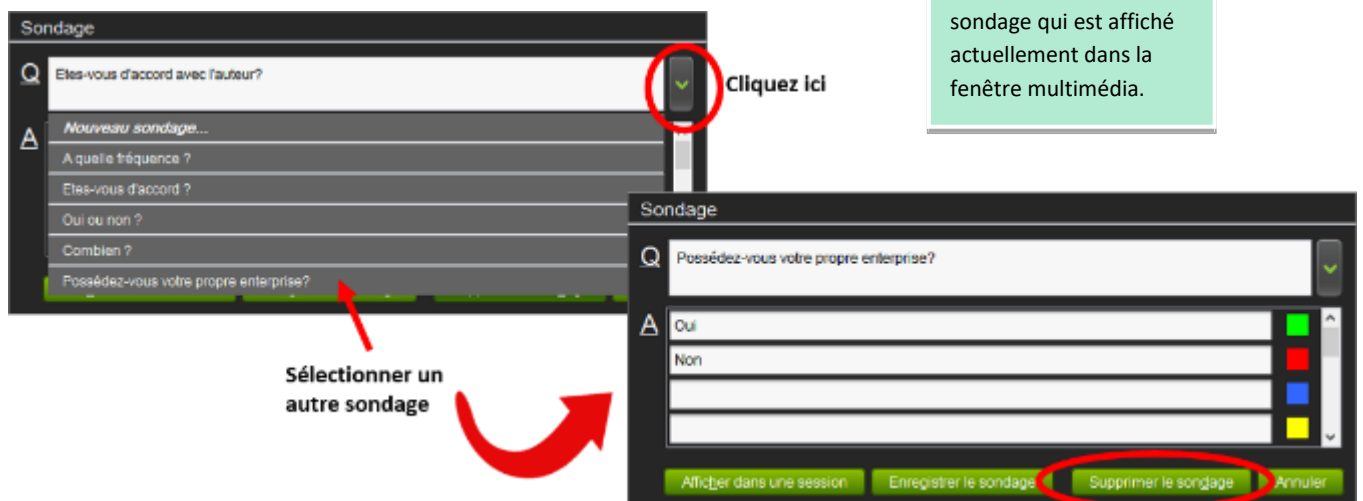 sondage qui est affiché
actuellement dans la
fenêtre multimédia.
Sondage
Q
Etes-vous d'accord avec l'auteur?
Cliquez ici
A
Nouveau sondage...
A quelle fréquence ?
Etes-vous d'accord ?
Oui ou non ?
Combien ?
Possédez-vous votre propre enterprise?
Sélectionner un
autre sondage
Sondage
Q
Possédez-vous votre propre enterprise?
A
Oui
Non
Afficher dans une session
Enregistrer le sondage
Supprimer le songage
Annuler